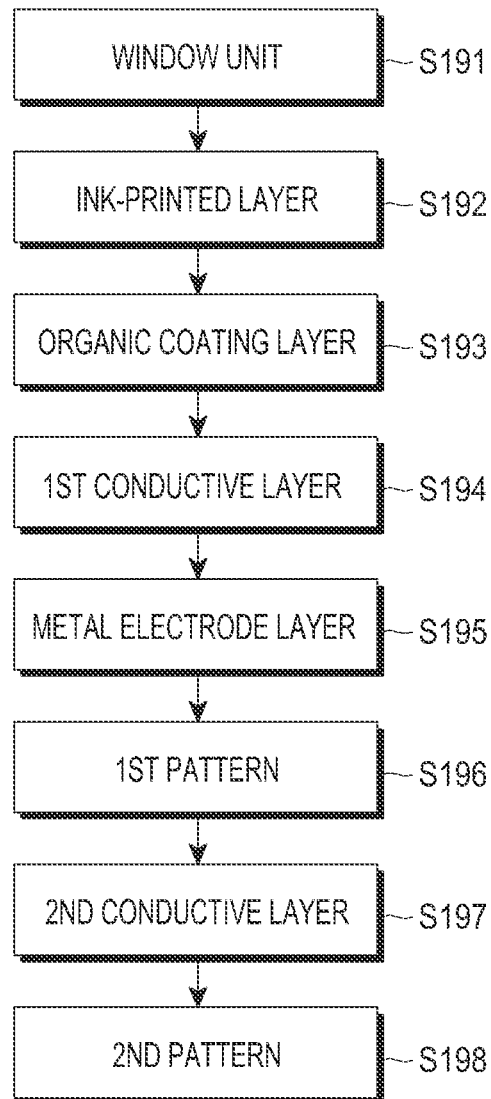 WINDOW UNIT S191
INK-PRINTED LAYER S192
ORGANIC COATING LAYER S193
1ST CONDUCTIVE LAYER S194
METAL ELECTRODE LAYER S195
1ST PATTERN S196
2ND CONDUCTIVE LAYER S197
2ND PATTERN S198